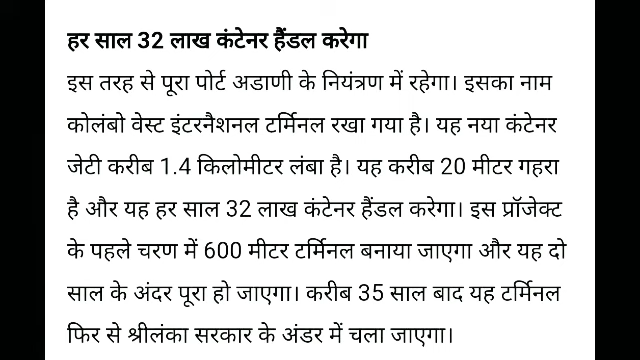 हर साल 32 लाख कंटेनर हैंडल करेगा
इस तरह से पूरा पोर्ट अडाणी के नियंत्रण में रहेगा। इसका नाम
कोलंबो वेस्ट इंटरनैशनल टर्मिनल रखा गया है। यह नया कंटेनर
जेटी करीब 1.4 किलोमीटर लंबा है। यह करीब 20 मीटर गहरा
है और यह हर साल 32 लाख कंटेनर हैंडल करेगा। इस प्रॉजेक्ट
के पहले चरण में 600 मीटर टर्मिनल बनाया जाएगा और यह दो
साल के अंदर पूरा हो जाएगा। करीब 35 साल बाद यह टर्मिनल
फिर से श्रीलंका सरकार के अंडर में चला जाएगा।